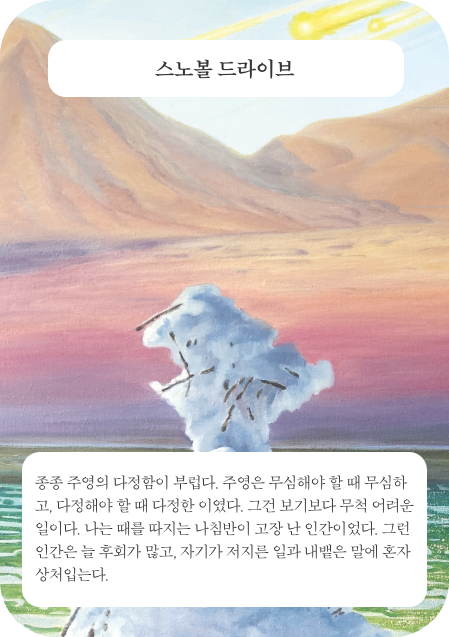 스노볼 드라이브
종종 주영의 다정함이 부럽다. 주영은 무심해야 할 때 무심하
고, 다정해야 할 때 다정한 이였다. 그건 보기보다 무척 어려운
일이다. 나는 때를 따지는 나침반이 고장 난 인간이었다. 그런
인간은 늘 후회가 많고, 자기가 저지른 일과 내뱉은 말에 혼자
상처입는다.